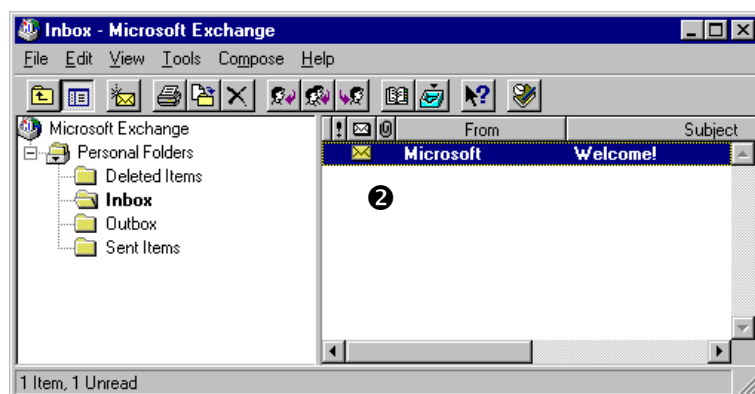 Inbox - Microsoft Exchange
File Edit View Tools Compose Help
Microsoft Exchange
Personal Folders
Deleted Items
Inbox
Outbox
Sent Items
! From Subject
Microsoft Welcome!
❷
1 Item, 1 Unread